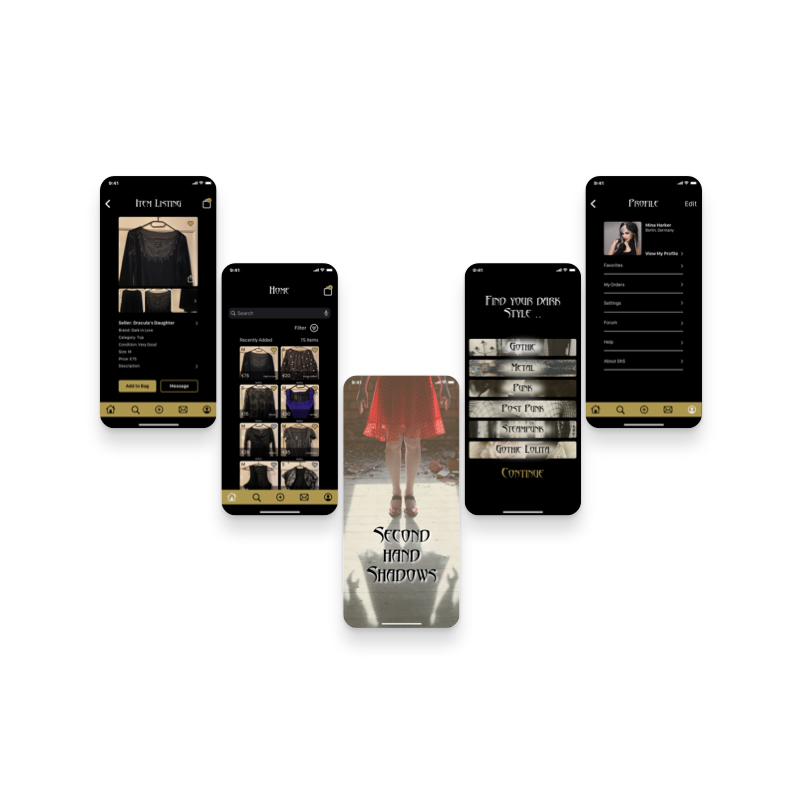 9:41
Item Listing
Seller: Dracula's Daughter
Brand: Dark in Love
Category: Top
Condition: Very Good
Size: M
Price: €75
Description
Add to Bag
Message
9:41
Home
Search
Filter
Recently Added
75 Items
M
€75
€20
M
M
9:41
Second
hand
Shadows
9:41
Find your dark
Style ..
Gothic
Metal
Punk
Post Punk
Steampunk
Gothic Lolita
Continue
9:41
Profile
Edit
Mina Harker
Berlin, Germany
View My Profile
Favorites
My Orders
Settings
Forum
Help
About SHS